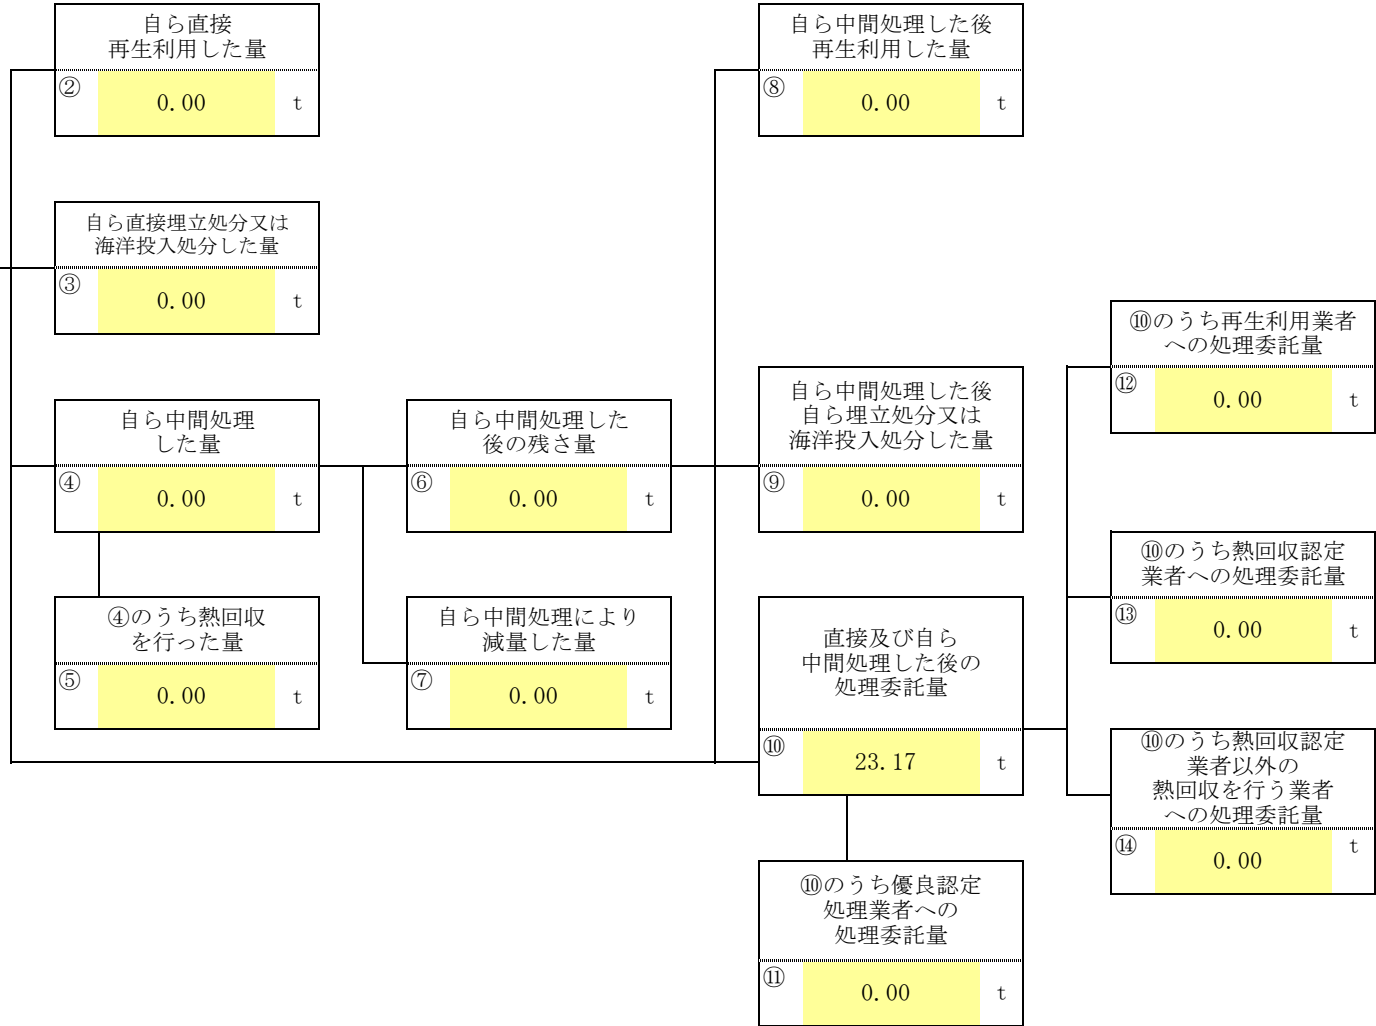 自ら直接
再生利用した量
② 0.00 t
自ら中間処理した後
再生利用した量
⑧ 0.00 t
自ら直接埋立処分又は
海洋投入処分した量
③ 0.00 t
⑩のうち再生利用業者
への処理委託量
⑫ 0.00 t
自ら中間処理
した量
④ 0.00 t
自ら中間処理した
後の残さ量
⑥ 0.00 t
自ら中間処理した後
自ら埋立処分又は
海洋投入処分した量
⑨ 0.00 t
⑩のうち熱回収認定
業者への処理委託量
⑬ 0.00 t
④のうち熱回収
を行った量
⑤ 0.00 t
自ら中間処理により
減量した量
⑦ 0.00 t
直接及び自ら
中間処理した後の
処理委託量
⑩ 23.17 t
⑩のうち熱回収認定
業者以外の
熱回収を行う業者
への処理委託量
⑭ 0.00 t
⑩のうち優良認定
処理業者への
処理委託量
⑪ 0.00 t